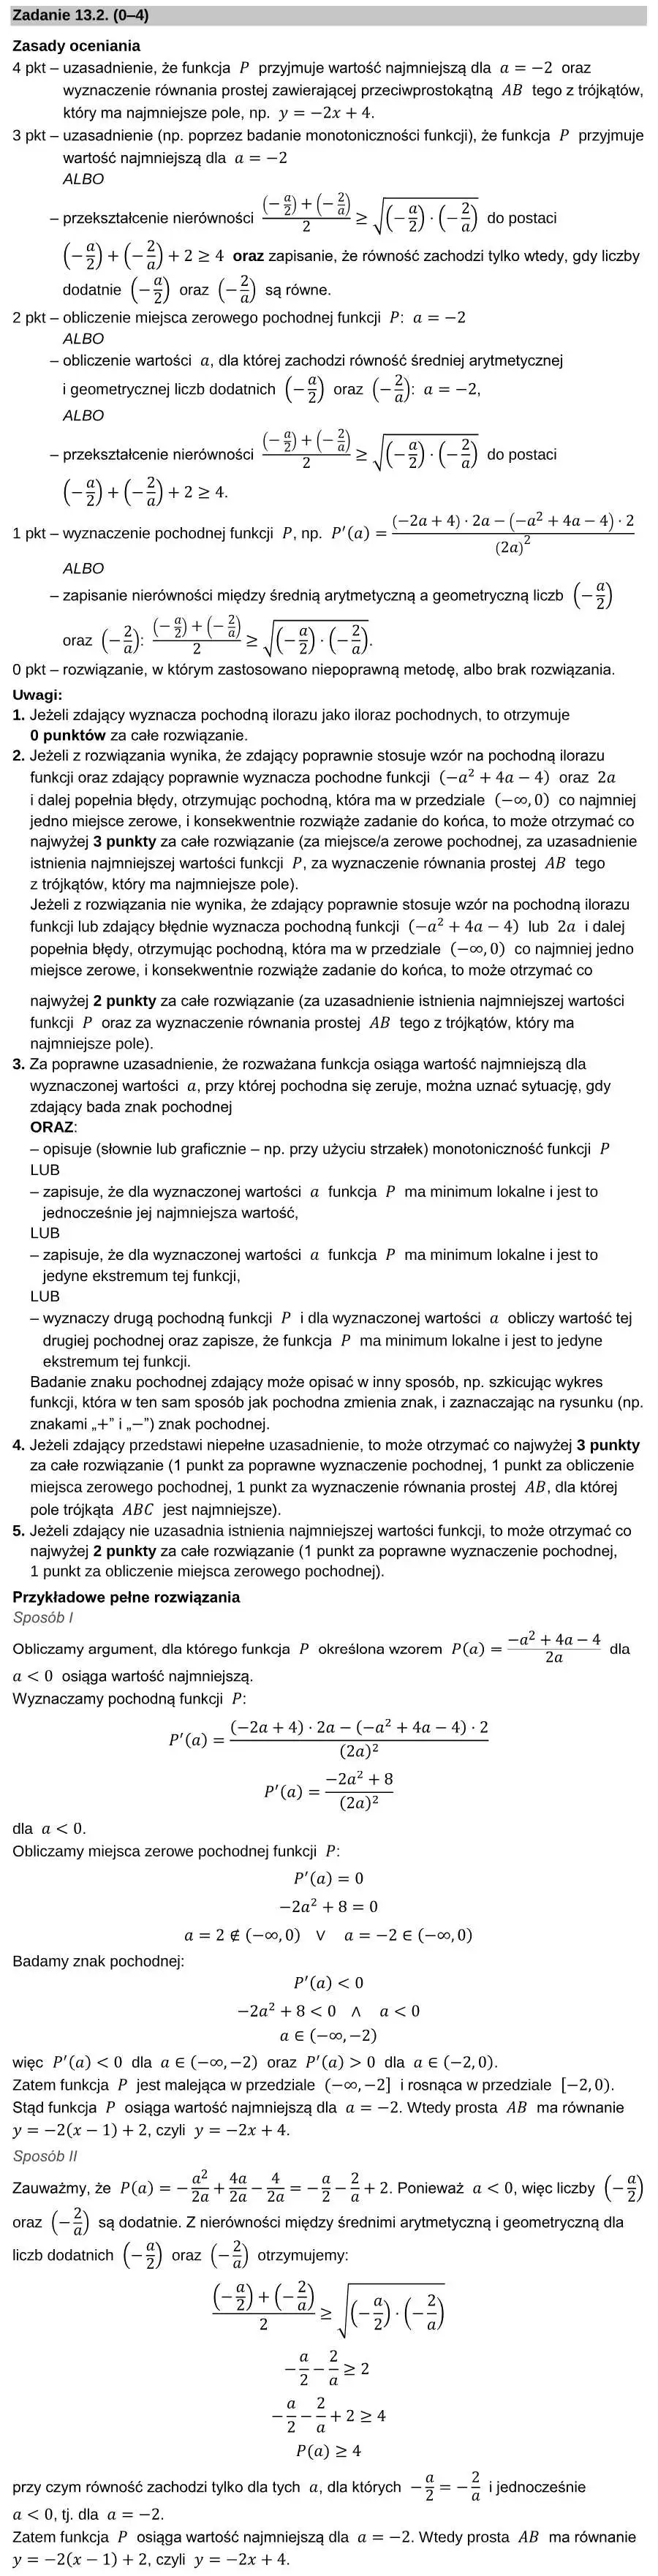 Zadanie 13.2. (0–4)
Zasady oceniania
4 pkt – uzasadnienie, że funkcja P przyjmuje wartość najmniejszą dla a = −2 oraz
wyznaczenie równania prostej zawierającej przeciwprostokątną AB tego z trójkątów,
który ma najmniejsze pole, np. y = −2x + 4.
3 pkt – uzasadnienie (np. poprzez badanie monotoniczności funkcji), że funkcja P przyjmuje
wartość najmniejszą dla a = −2
ALBO
– przekształcenie nierówności ((−a/2) + (−2/a))/2 ≥ √((−a/2) · (−2/a)) do postaci
(−a/2) + (−2/a) + 2 ≥ 4 oraz zapisanie, że równość zachodzi tylko wtedy, gdy liczby
dodatnie (−a/2) oraz (−2/a) są równe.
2 pkt – obliczenie miejsca zerowego pochodnej funkcji P: a = −2
ALBO
– obliczenie wartości a, dla której zachodzi równość średniej arytmetycznej
i geometrycznej liczb dodatnich (−a/2) oraz (−2/a): a = −2,
ALBO
– przekształcenie nierówności ((−a/2) + (−2/a))/2 ≥ √((−a/2) · (−2/a)) do postaci
(−a/2) + (−2/a) + 2 ≥ 4.
1 pkt – wyznaczenie pochodnej funkcji P, np. P′(a) = ((−2a + 4) · 2a − (−a² + 4a − 4) · 2)/(2a)²
ALBO
– zapisanie nierówności między średnią arytmetyczną a geometryczną liczb (−a/2)
oraz (−2/a): ((−a/2) + (−2/a))/2 ≥ √((−a/2) · (−2/a)).
0 pkt – rozwiązanie, w którym zastosowano niepoprawną metodę, albo brak rozwiązania.
Uwagi:
1. Jeżeli zdający wyznacza pochodną ilorazu jako iloraz pochodnych, to otrzymuje
0 punktów za całe rozwiązanie.
2. Jeżeli z rozwiązania wynika, że zdający poprawnie stosuje wzór na pochodną ilorazu
funkcji oraz zdający poprawnie wyznacza pochodne funkcji (−a² + 4a − 4) oraz 2a
i dalej popełnia błędy, otrzymując pochodną, która ma w przedziale (−∞, 0) co najmniej
jedno miejsce zerowe, i konsekwentnie rozwiąże zadanie do końca, to może otrzymać co
najwyżej 3 punkty za całe rozwiązanie (za miejsce/a zerowe pochodnej, za uzasadnienie
istnienia najmniejszej wartości funkcji P, za wyznaczenie równania prostej AB tego
z trójkątów, który ma najmniejsze pole).
Jeżeli z rozwiązania nie wynika, że zdający poprawnie stosuje wzór na pochodną ilorazu
funkcji lub zdający błędnie wyznacza pochodną funkcji (−a² + 4a − 4) lub 2a i dalej
popełnia błędy, otrzymując pochodną, która ma w przedziale (−∞, 0) co najmniej jedno
miejsce zerowe, i konsekwentnie rozwiąże zadanie do końca, to może otrzymać co
najwyżej 2 punkty za całe rozwiązanie (za uzasadnienie istnienia najmniejszej wartości
funkcji P oraz za wyznaczenie równania prostej AB tego z trójkątów, który ma
najmniejsze pole).
3. Za poprawne uzasadnienie, że rozważana funkcja osiąga wartość najmniejszą dla
wyznaczonej wartości a, przy której pochodna się zeruje, można uznać sytuację, gdy
zdający bada znak pochodnej
ORAZ:
– opisuje (słownie lub graficznie – np. przy użyciu strzałek) monotoniczność funkcji P
LUB
– zapisuje, że dla wyznaczonej wartości a funkcja P ma minimum lokalne i jest to
jednocześnie jej najmniejsza wartość,
LUB
– zapisuje, że dla wyznaczonej wartości a funkcja P ma minimum lokalne i jest to
jedyne ekstremum tej funkcji,
LUB
– wyznaczy drugą pochodną funkcji P i dla wyznaczonej wartości a obliczy wartość tej
drugiej pochodnej oraz zapisze, że funkcja P ma minimum lokalne i jest to jedyne
ekstremum tej funkcji.
Badanie znaku pochodnej zdający może opisać w inny sposób, np. szkicując wykres
funkcji, która w ten sam sposób jak pochodna zmienia znak, i zaznaczając na rysunku (np.
znakami „+” i „−”) znak pochodnej.
4. Jeżeli zdający przedstawi niepełne uzasadnienie, to może otrzymać co najwyżej 3 punkty
za całe rozwiązanie (1 punkt za poprawne wyznaczenie pochodnej, 1 punkt za obliczenie
miejsca zerowego pochodnej, 1 punkt za wyznaczenie równania prostej AB, dla której
pole trójkąta ABC jest najmniejsze).
5. Jeżeli zdający nie uzasadnia istnienia najmniejszej wartości funkcji, to może otrzymać co
najwyżej 2 punkty za całe rozwiązanie (1 punkt za poprawne wyznaczenie pochodnej,
1 punkt za obliczenie miejsca zerowego pochodnej).
Przykładowe pełne rozwiązania
Sposób I
Obliczamy argument, dla którego funkcja P określona wzorem P(a) = (−a² + 4a − 4)/2a dla
a < 0 osiąga wartość najmniejszą.
Wyznaczamy pochodną funkcji P:
P′(a) = ((−2a + 4) · 2a − (−a² + 4a − 4) · 2)/(2a)²
P′(a) = (−2a² + 8)/(2a)²
dla a < 0.
Obliczamy miejsca zerowe pochodnej funkcji P:
P′(a) = 0
−2a² + 8 = 0
a = 2 ∉ (−∞, 0) ∨ a = −2 ∈ (−∞, 0)
Badamy znak pochodnej:
P′(a) < 0
−2a² + 8 < 0 ∧ a < 0
a ∈ (−∞, −2)
więc P′(a) < 0 dla a ∈ (−∞, −2) oraz P′(a) > 0 dla a ∈ (−2, 0).
Zatem funkcja P jest malejąca w przedziale (−∞, −2] i rosnąca w przedziale [−2, 0).
Stąd funkcja P osiąga wartość najmniejszą dla a = −2. Wtedy prosta AB ma równanie
y = −2(x − 1) + 2, czyli y = −2x + 4.
Sposób II
Zauważmy, że P(a) = −a²/2a + 4a/2a − 4/2a = −a/2 − 2/a + 2. Ponieważ a < 0, więc liczby (−a/2)
oraz (−2/a) są dodatnie. Z nierówności między średnimi arytmetyczną i geometryczną dla
liczb dodatnich (−a/2) oraz (−2/a) otrzymujemy:
((−a/2) + (−2/a))/2 ≥ √((−a/2) · (−2/a))
−a/2 − 2/a ≥ 2
−a/2 − 2/a + 2 ≥ 4
P(a) ≥ 4
przy czym równość zachodzi tylko dla tych a, dla których −a/2 = −2/a i jednocześnie
a < 0, tj. dla a = −2.
Zatem funkcja P osiąga wartość najmniejszą dla a = −2. Wtedy prosta AB ma równanie
y = −2(x − 1) + 2, czyli y = −2x + 4.